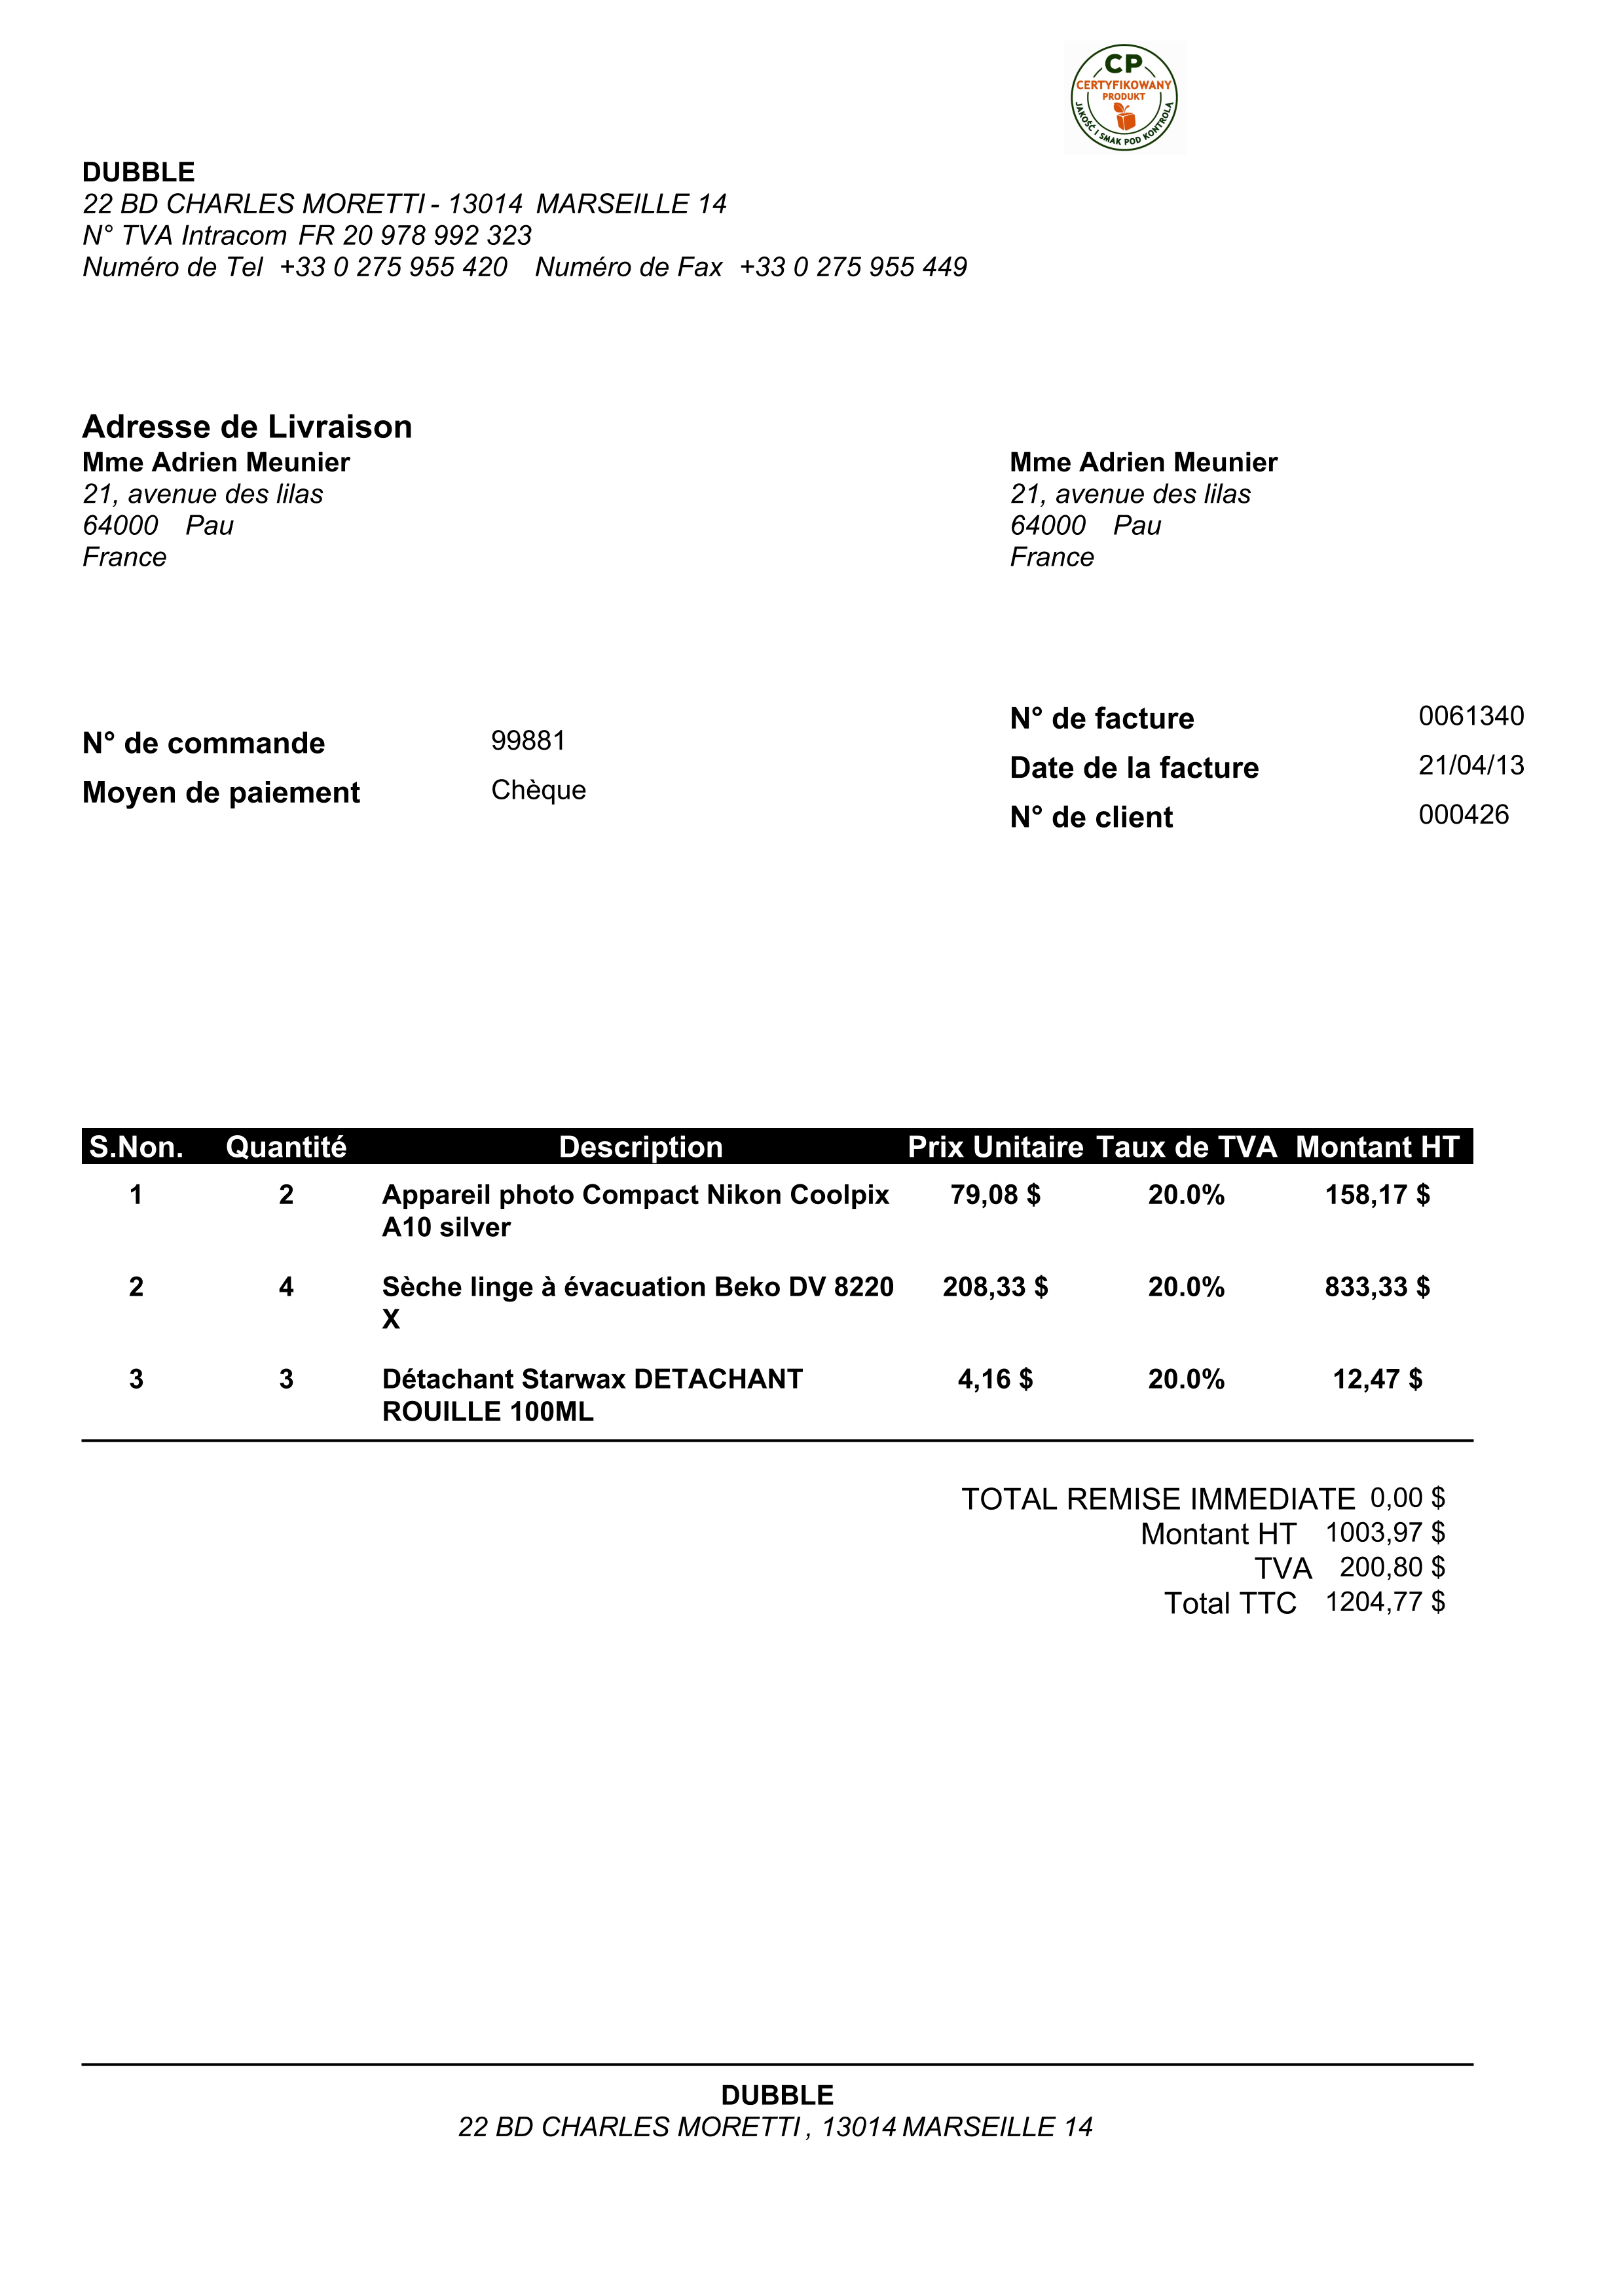 CP
CERTYFIKOWANY
PRODUKT
JAKOŚĆ I SMAK POD KONTROLĄ
DUBBLE
22 BD CHARLES MORETTI - 13014 MARSEILLE 14
N° TVA Intracom FR 20 978 992 323
Numéro de Tel +33 0 275 955 420 Numéro de Fax +33 0 275 955 449
Adresse de Livraison
Mme Adrien Meunier
21, avenue des lilas
64000 Pau
France
Mme Adrien Meunier
21, avenue des lilas
64000 Pau
France
N° de commande 99881
Moyen de paiement Chèque
N° de facture 0061340
Date de la facture 21/04/13
N° de client 000426
S.Non. Quantité Description Prix Unitaire Taux de TVA Montant HT
1 2 Appareil photo Compact Nikon Coolpix 79,08 $ 20.0% 158,17 $
A10 silver
2 4 Sèche linge à évacuation Beko DV 8220 208,33 $ 20.0% 833,33 $
X
3 3 Détachant Starwax DETACHANT 4,16 $ 20.0% 12,47 $
ROUILLE 100ML
TOTAL REMISE IMMEDIATE 0,00 $
Montant HT 1003,97 $
TVA 200,80 $
Total TTC 1204,77 $
DUBBLE
22 BD CHARLES MORETTI , 13014 MARSEILLE 14